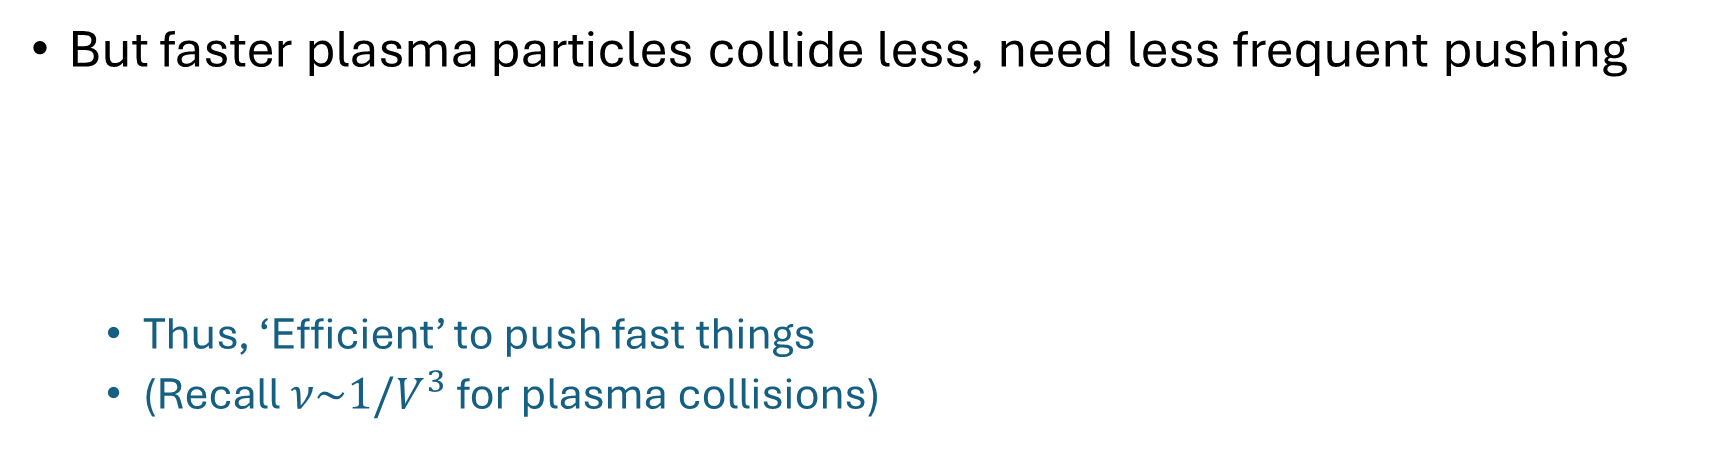 • But faster plasma particles collide less, need less frequent pushing
• Thus, ‘Efficient’ to push fast things
• (Recall ν~1/V³ for plasma collisions)